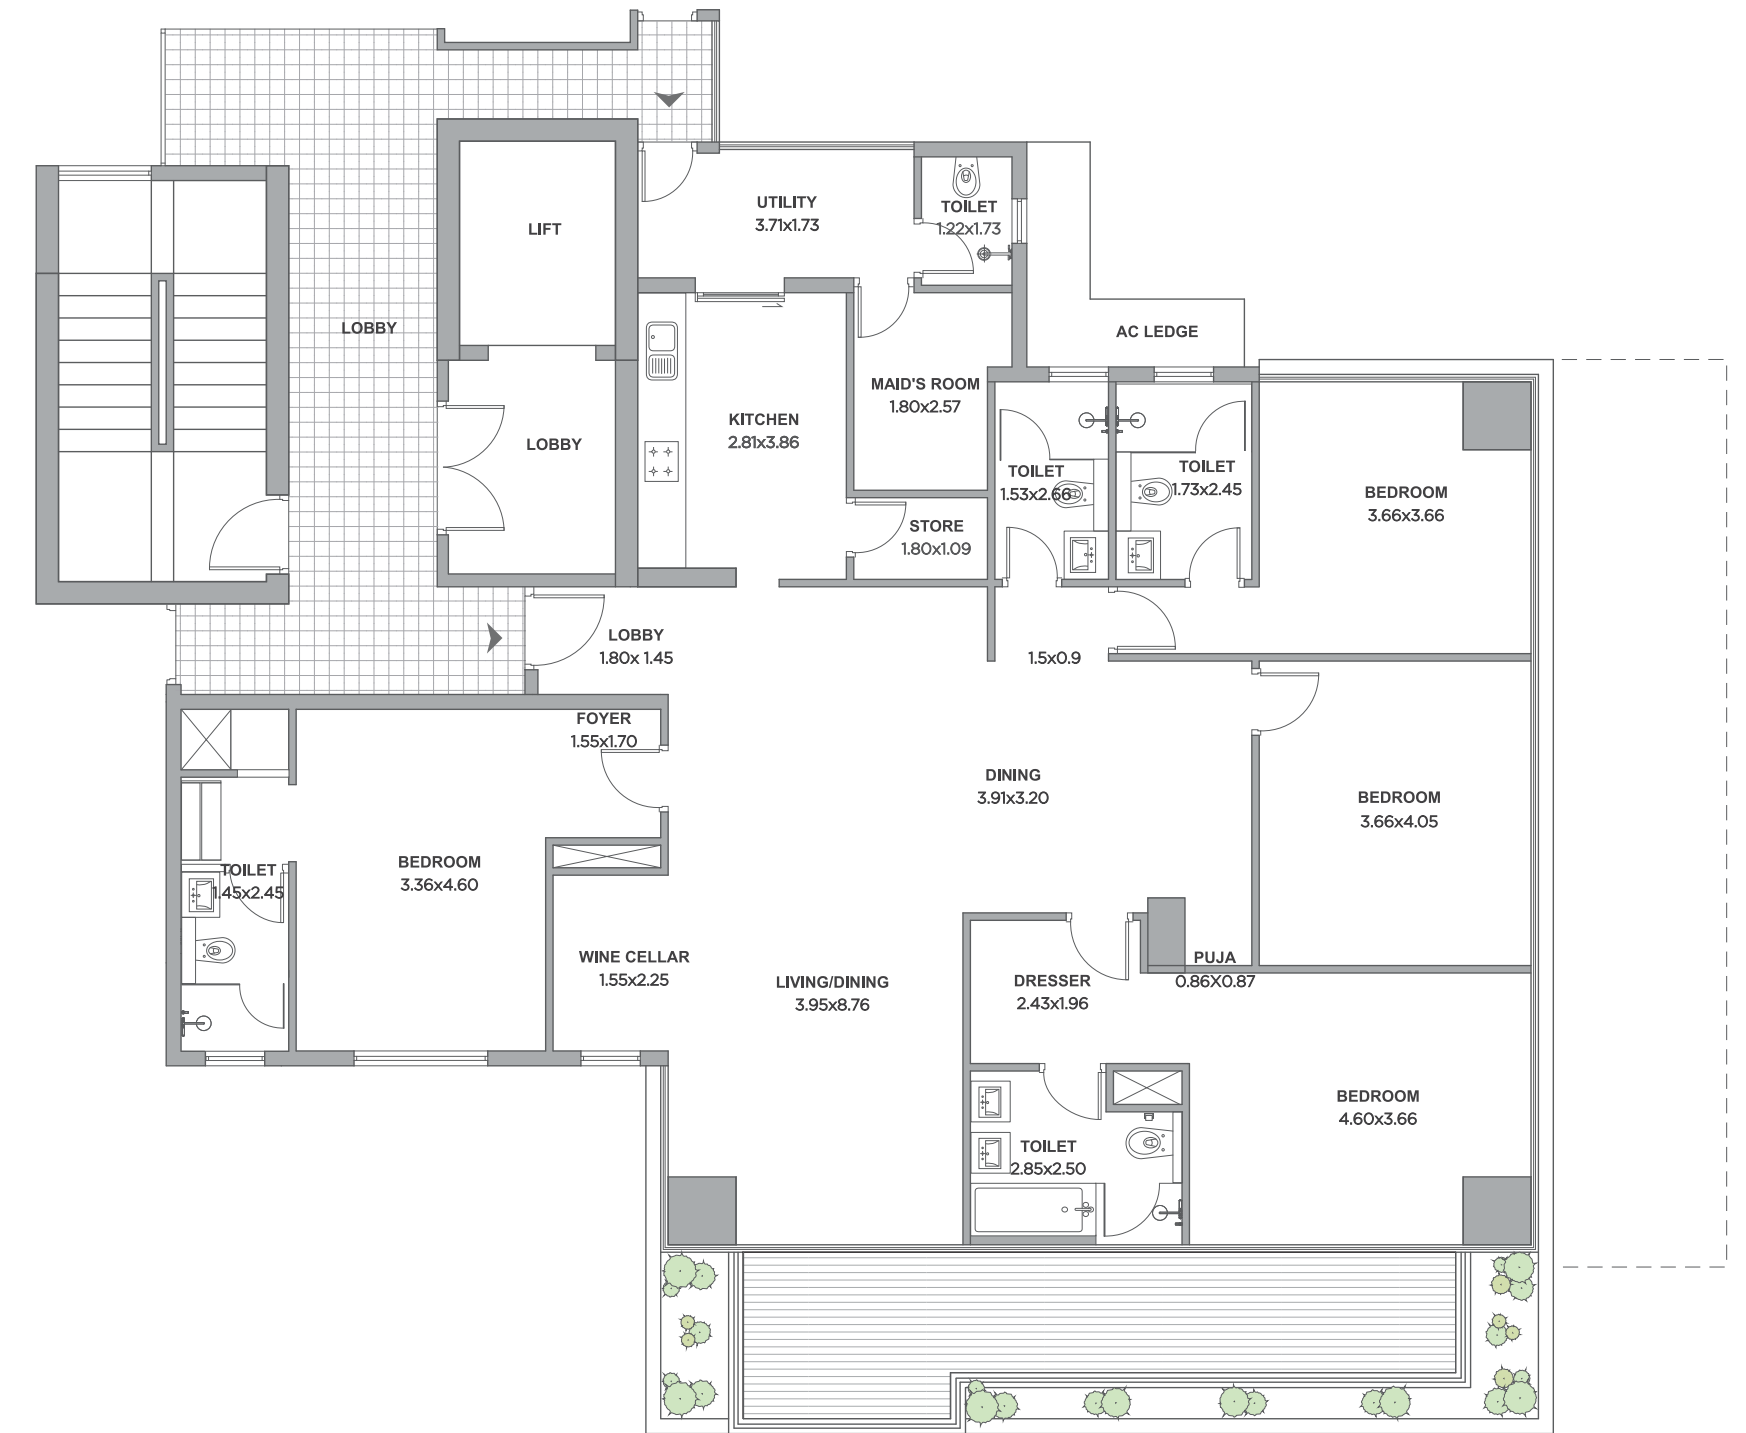 UTILITY
3.71x1.73
TOILET
1.22x1.73
LIFT
LOBBY
AC LEDGE
MAID'S ROOM
1.80x2.57
KITCHEN
2.81x3.86
LOBBY
TOILET
1.53x2.66
TOILET
1.73x2.45
BEDROOM
3.66x3.66
STORE
1.80x1.09
LOBBY
1.80x 1.45
1.5x0.9
FOYER
1.55x1.70
DINING
3.91x3.20
BEDROOM
3.66x4.05
BEDROOM
3.36x4.60
TOILET
1.45x2.45
WINE CELLAR
1.55x2.25
LIVING/DINING
3.95x8.76
DRESSER
2.43x1.96
PUJA
0.86X0.87
BEDROOM
4.60x3.66
TOILET
2.85x2.50